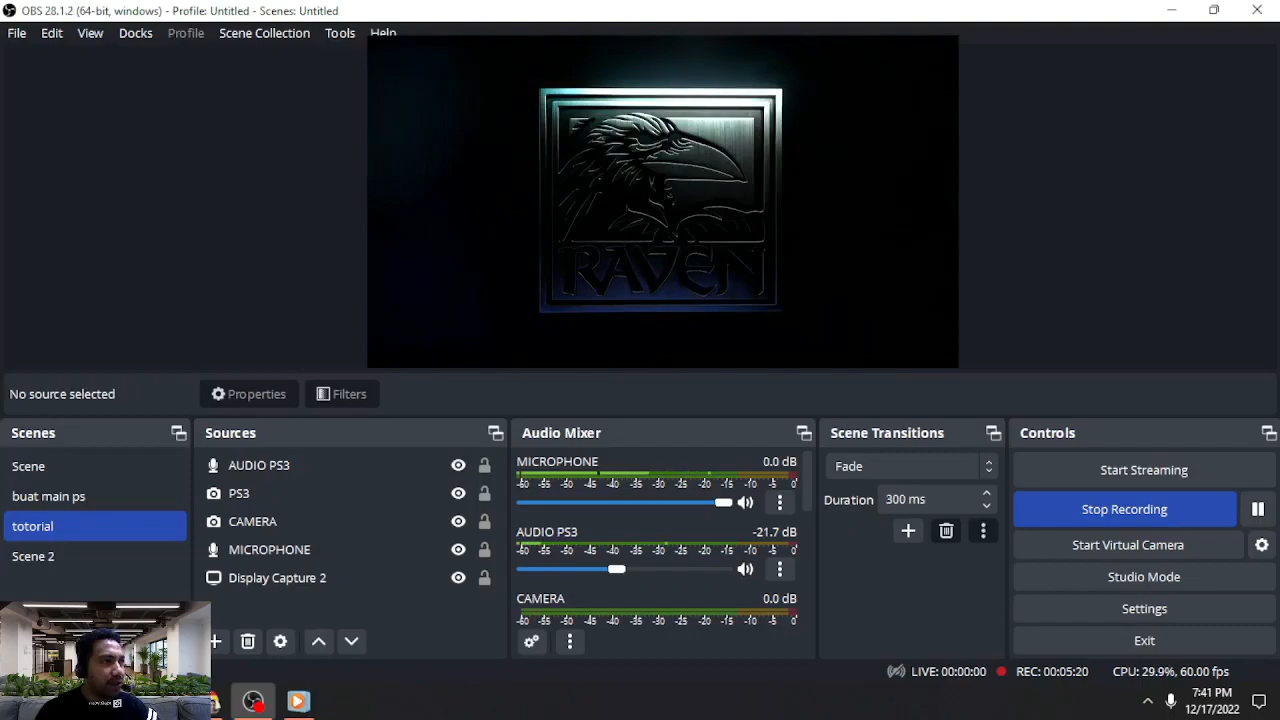 OBS 28.1.2 (64-bit, windows) - Profile: Untitled - Scenes: Untitled
File Edit View Docks Profile Scene Collection Tools Help
RAVEN
No source selected Properties Filters
Scenes
Scene
buat main ps
totorial
Scene 2
Sources
AUDIO PS3
PS3
CAMERA
MICROPHONE
Display Capture 2
Audio Mixer
MICROPHONE 0.0 dB
-60 -55 -50 -45 -40 -35 -30 -25 -20 -15 -10 -5 0
AUDIO PS3 -21.7 dB
-60 -55 -50 -45 -40 -35 -30 -25 -20 -15 -10 -5 0
CAMERA 0.0 dB
-60 -55 -50 -45 -40 -35 -30 -25 -20 -15 -10 -5 0
Scene Transitions
Fade
Duration 300 ms
Controls
Start Streaming
Stop Recording
Start Virtual Camera
Studio Mode
Settings
Exit
LIVE: 00:00:00 REC: 00:05:20 CPU: 29.9%, 60.00 fps
7:41 PM
12/17/2022